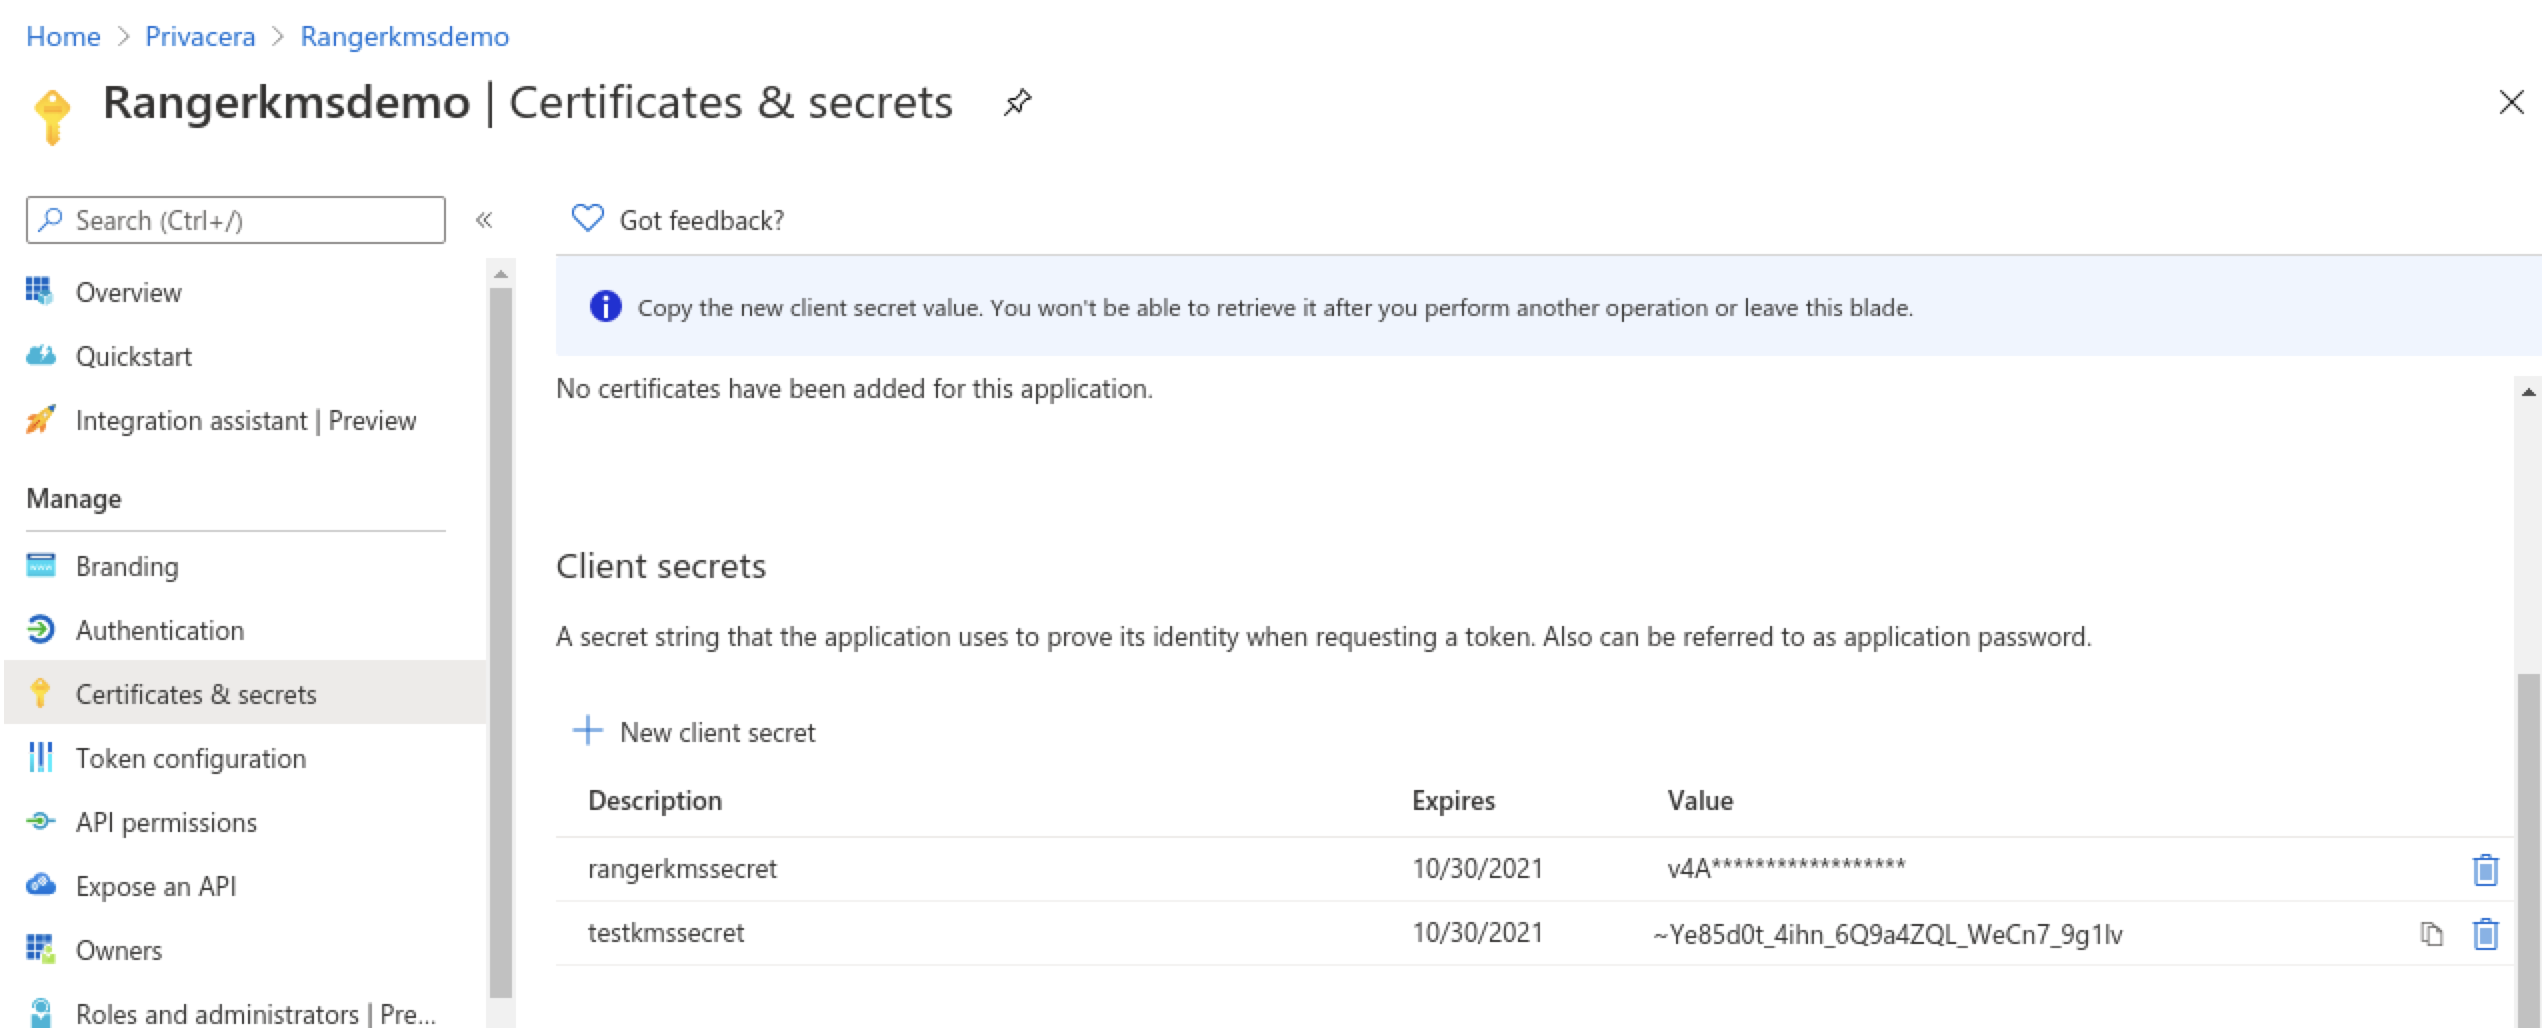 Home > Privacera > Rangerkmsdemo
Rangerkmsdemo | Certificates & secrets
Search (Ctrl+/)
«
Overview
Quickstart
Integration assistant | Preview
Manage
Branding
Authentication
Certificates & secrets
Token configuration
API permissions
Expose an API
Owners
Roles and administrators | Pre...
Got feedback?
Copy the new client secret value. You won't be able to retrieve it after you perform another operation or leave this blade.
No certificates have been added for this application.
Client secrets
A secret string that the application uses to prove its identity when requesting a token. Also can be referred to as application password.
New client secret
Description Expires Value
rangerkmssecret 10/30/2021 v4A******************
testkmssecret 10/30/2021 ~Ye85d0t_4ihn_6Q9a4ZQL_WeCn7_9g1lv